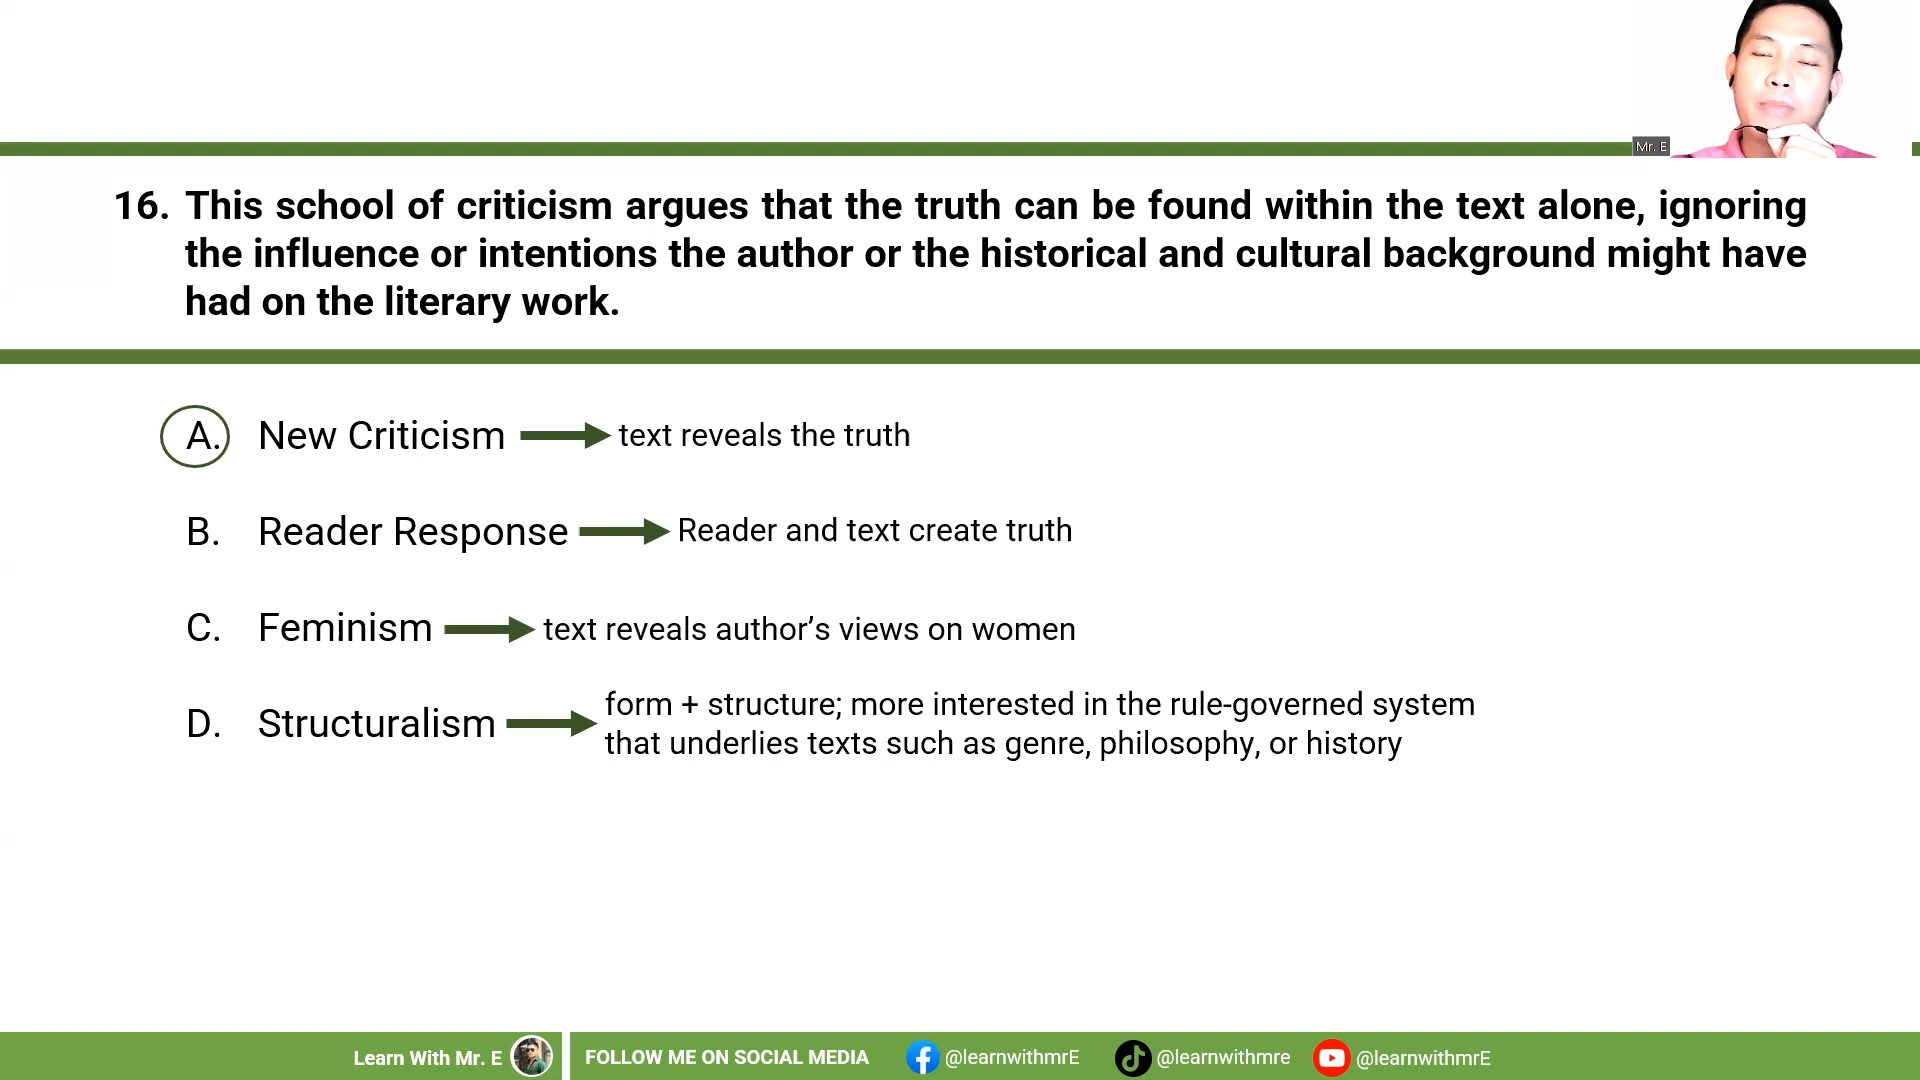 Mr. E
16. This school of criticism argues that the truth can be found within the text alone, ignoring
the influence or intentions the author or the historical and cultural background might have
had on the literary work.
A. New Criticism text reveals the truth
B. Reader Response Reader and text create truth
C. Feminism text reveals author’s views on women
D. Structuralism form + structure; more interested in the rule-governed system
that underlies texts such as genre, philosophy, or history
Learn With Mr. E FOLLOW ME ON SOCIAL MEDIA @learnwithmrE @learnwithmre @learnwithmrE